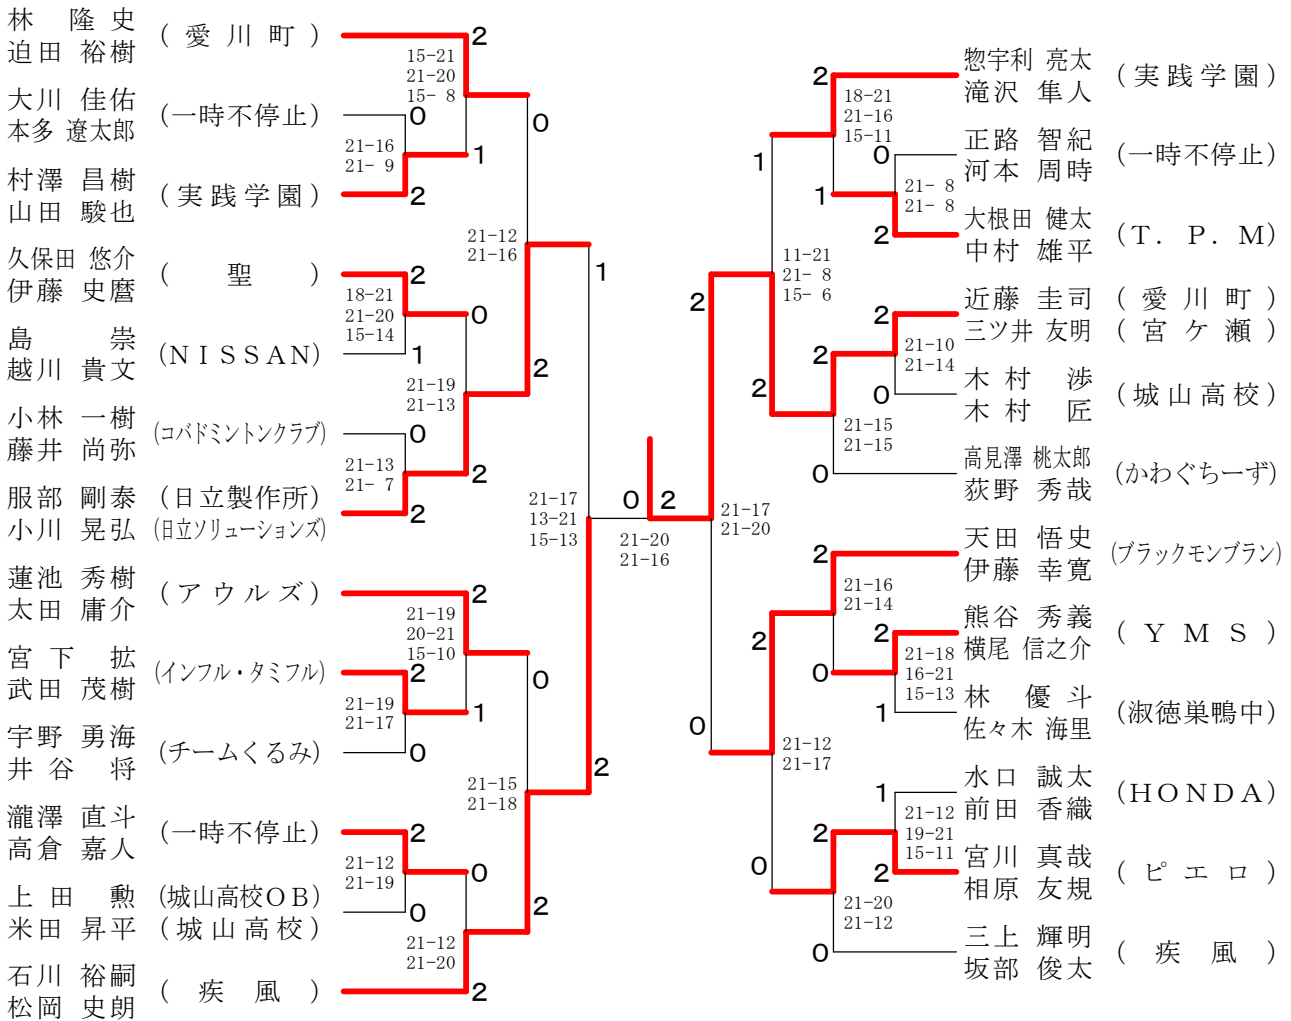 林 隆 史
迫田 裕樹
( 愛 川 町 )
2
15-21
21-20
15- 8
大川 佳佑
本多 遼太郎
(一時不停止)
0
0
21-16
21- 9
1
村澤 昌樹
山田 駿也
(実践学園)
2
21-12
21-16
久保田 悠介
伊藤 史麿
( 聖 )
2
1
18-21
21-20
15-14
0
島 崇
越川 貴文
(NISSAN)
1
2
21-19
21-13
小林 一樹
藤井 尚弥
(コバドミントンクラブ)
0
21-13
21- 7
2
服部 剛泰
小川 晃弘
(日立製作所)
(日立ソリューションズ)
2
21-17
13-21
15-13
0
2
21-20
21-16
蓮池 秀樹
太田 庸介
(アウルズ)
2
21-19
20-21
15-10
宮 下 拡
武田 茂樹
(インフル・タミフル)
2
0
21-19
21-17
1
宇野 勇海
井 谷 将
(チームくるみ)
0
2
21-15
21-18
瀧澤 直斗
高倉 嘉人
(一時不停止)
2
21-12
21-19
0
上 田 勲
米田 昇平
(城山高校OB)
(城山高校)
0
2
21-12
21-20
石川 裕嗣
松岡 史朗
( 疾 風 )
2
惣宇利 亮太
滝沢 隼人
(実践学園)
2
18-21
21-16
15-11
正路 智紀
河本 周時
(一時不停止)
0
1
21- 8
21- 8
1
大根田 健太
中村 雄平
(T. P. M)
2
11-21
21- 8
15- 6
2
近藤 圭司
三ツ井 友明
( 愛 川 町 )
( 宮 ケ 瀬 )
2
21-10
21-14
2
木 村 渉
木 村 匠
(城山高校)
0
2
21-15
21-15
高見澤 桃太郎
荻野 秀哉
(かわぐちーず)
0
21-17
21-20
天田 悟史
伊藤 幸寛
(ブラックモンブラン)
2
21-16
21-14
熊谷 秀義
横尾 信之介
( Y M S )
2
2
21-18
16-21
15-13
0
林 優 斗
佐々木 海里
(淑徳巣鴨中)
1
0
21-12
21-17
水口 誠太
前田 香織
(HONDA)
1
21-12
19-21
15-11
2
宮川 真哉
相原 友規
( ピ エ ロ )
2
0
21-20
21-12
三上 輝明
坂部 俊太
( 疾 風 )
0